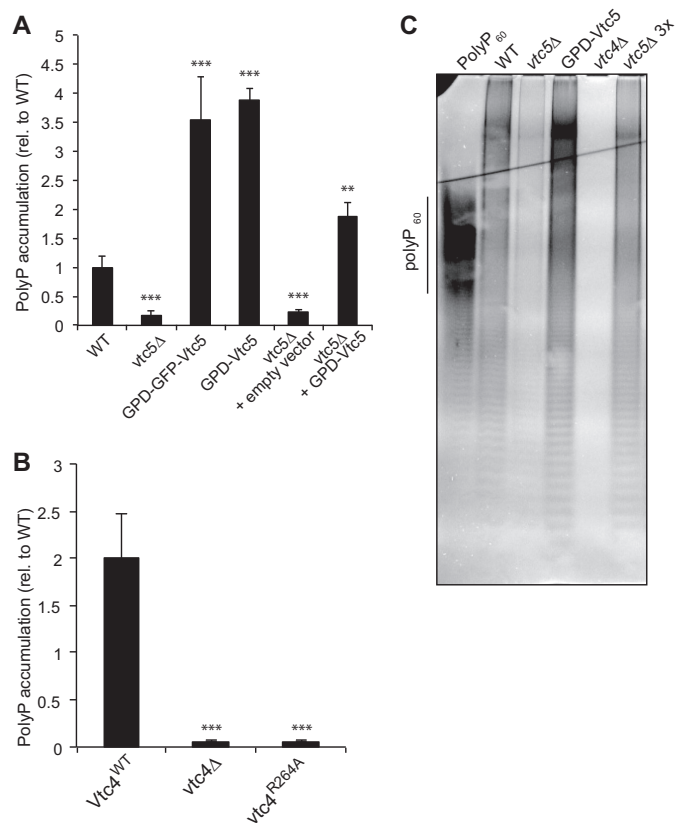 A
PolyP accumulation (rel. to WT)
5
4.5
4
3.5
3
2.5
2
1.5
1
0.5
0
***
***
***
***
**
WT
vtc5Δ
GPD-GFP-Vtc5
GPD-Vtc5
vtc5Δ
+ empty vector
vtc5Δ
+ GPD-Vtc5
B
PolyP accumulation (rel. to WT)
3
2.5
2
1.5
1
0.5
0
***
***
Vtc4WT
vtc4Δ
vtc4R264A
C
PolyP60
WT
vtc5Δ
GPD-Vtc5
vtc4Δ
vtc5Δ 3x
polyP60